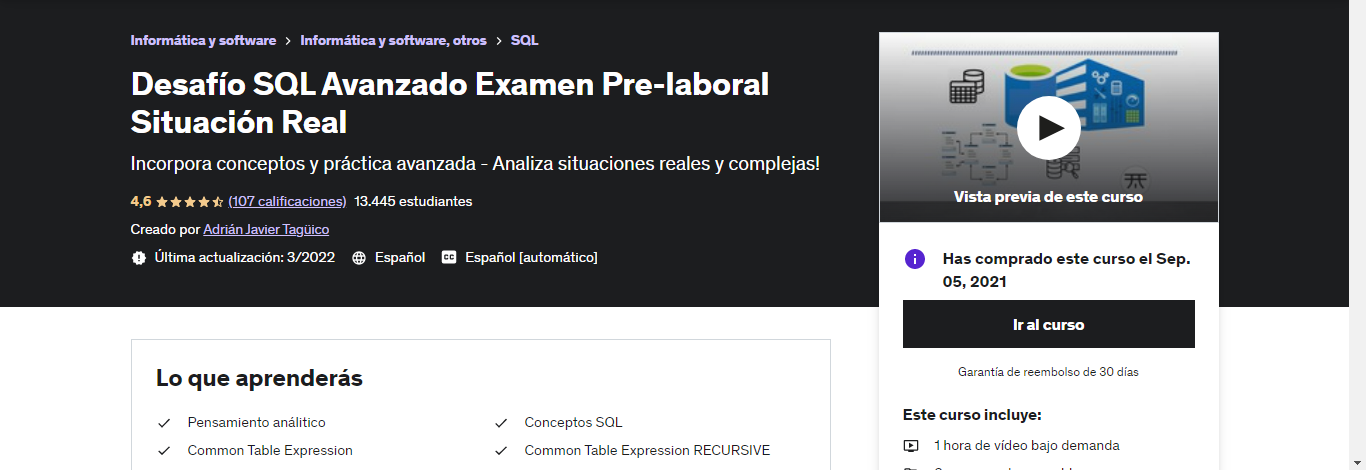 Informática y software > Informática y software, otros > SQL
Desafío SQL Avanzado Examen Pre-laboral
Situación Real
Incorpora conceptos y práctica avanzada - Analiza situaciones reales y complejas!
4,6 (107 calificaciones) 13.445 estudiantes
Creado por Adrián Javier Tagüico
Última actualización: 3/2022 Español CC Español [automático]
Vista previa de este curso
Has comprado este curso el Sep.
05, 2021
Ir al curso
Garantía de reembolso de 30 días
Este curso incluye:
1 hora de vídeo bajo demanda
Lo que aprenderás
Pensamiento análitico
Conceptos SQL
Common Table Expression
Common Table Expression RECURSIVE